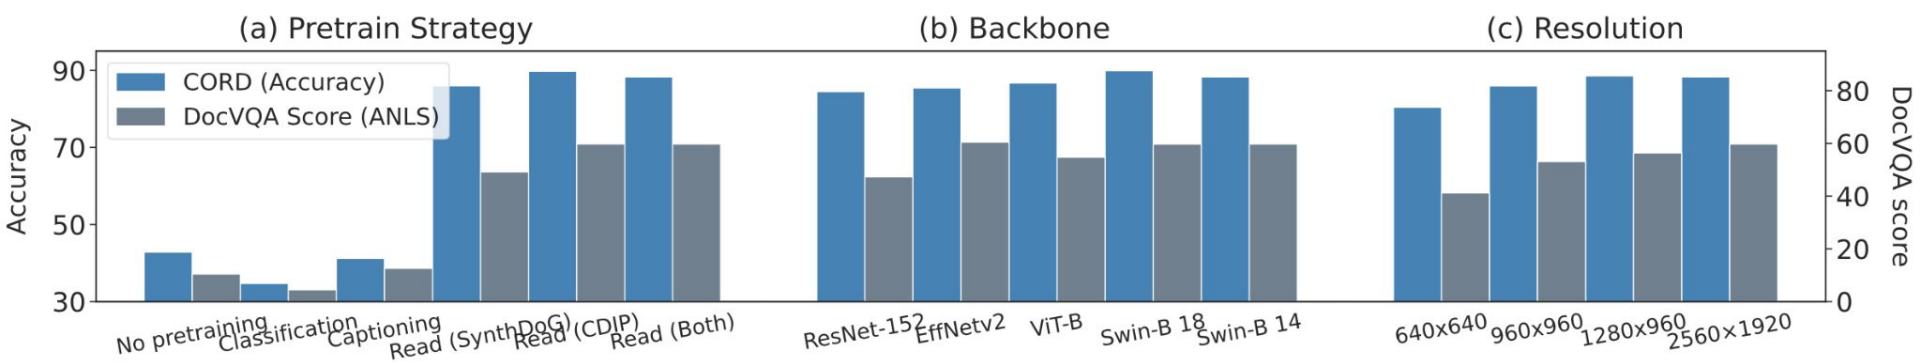 (a) Pretrain Strategy
(b) Backbone
(c) Resolution
CORD (Accuracy)
DocVQA Score (ANLS)
Accuracy
90
70
50
30
DocVQA score
80
60
40
20
0
No pretraining
Classification
Captioning
Read (SynthDoG)
Read (CDIP)
Read (Both)
ResNet-152
EffNetv2
ViT-B
Swin-B 18
Swin-B 14
640x640
960x960
1280x960
2560×1920